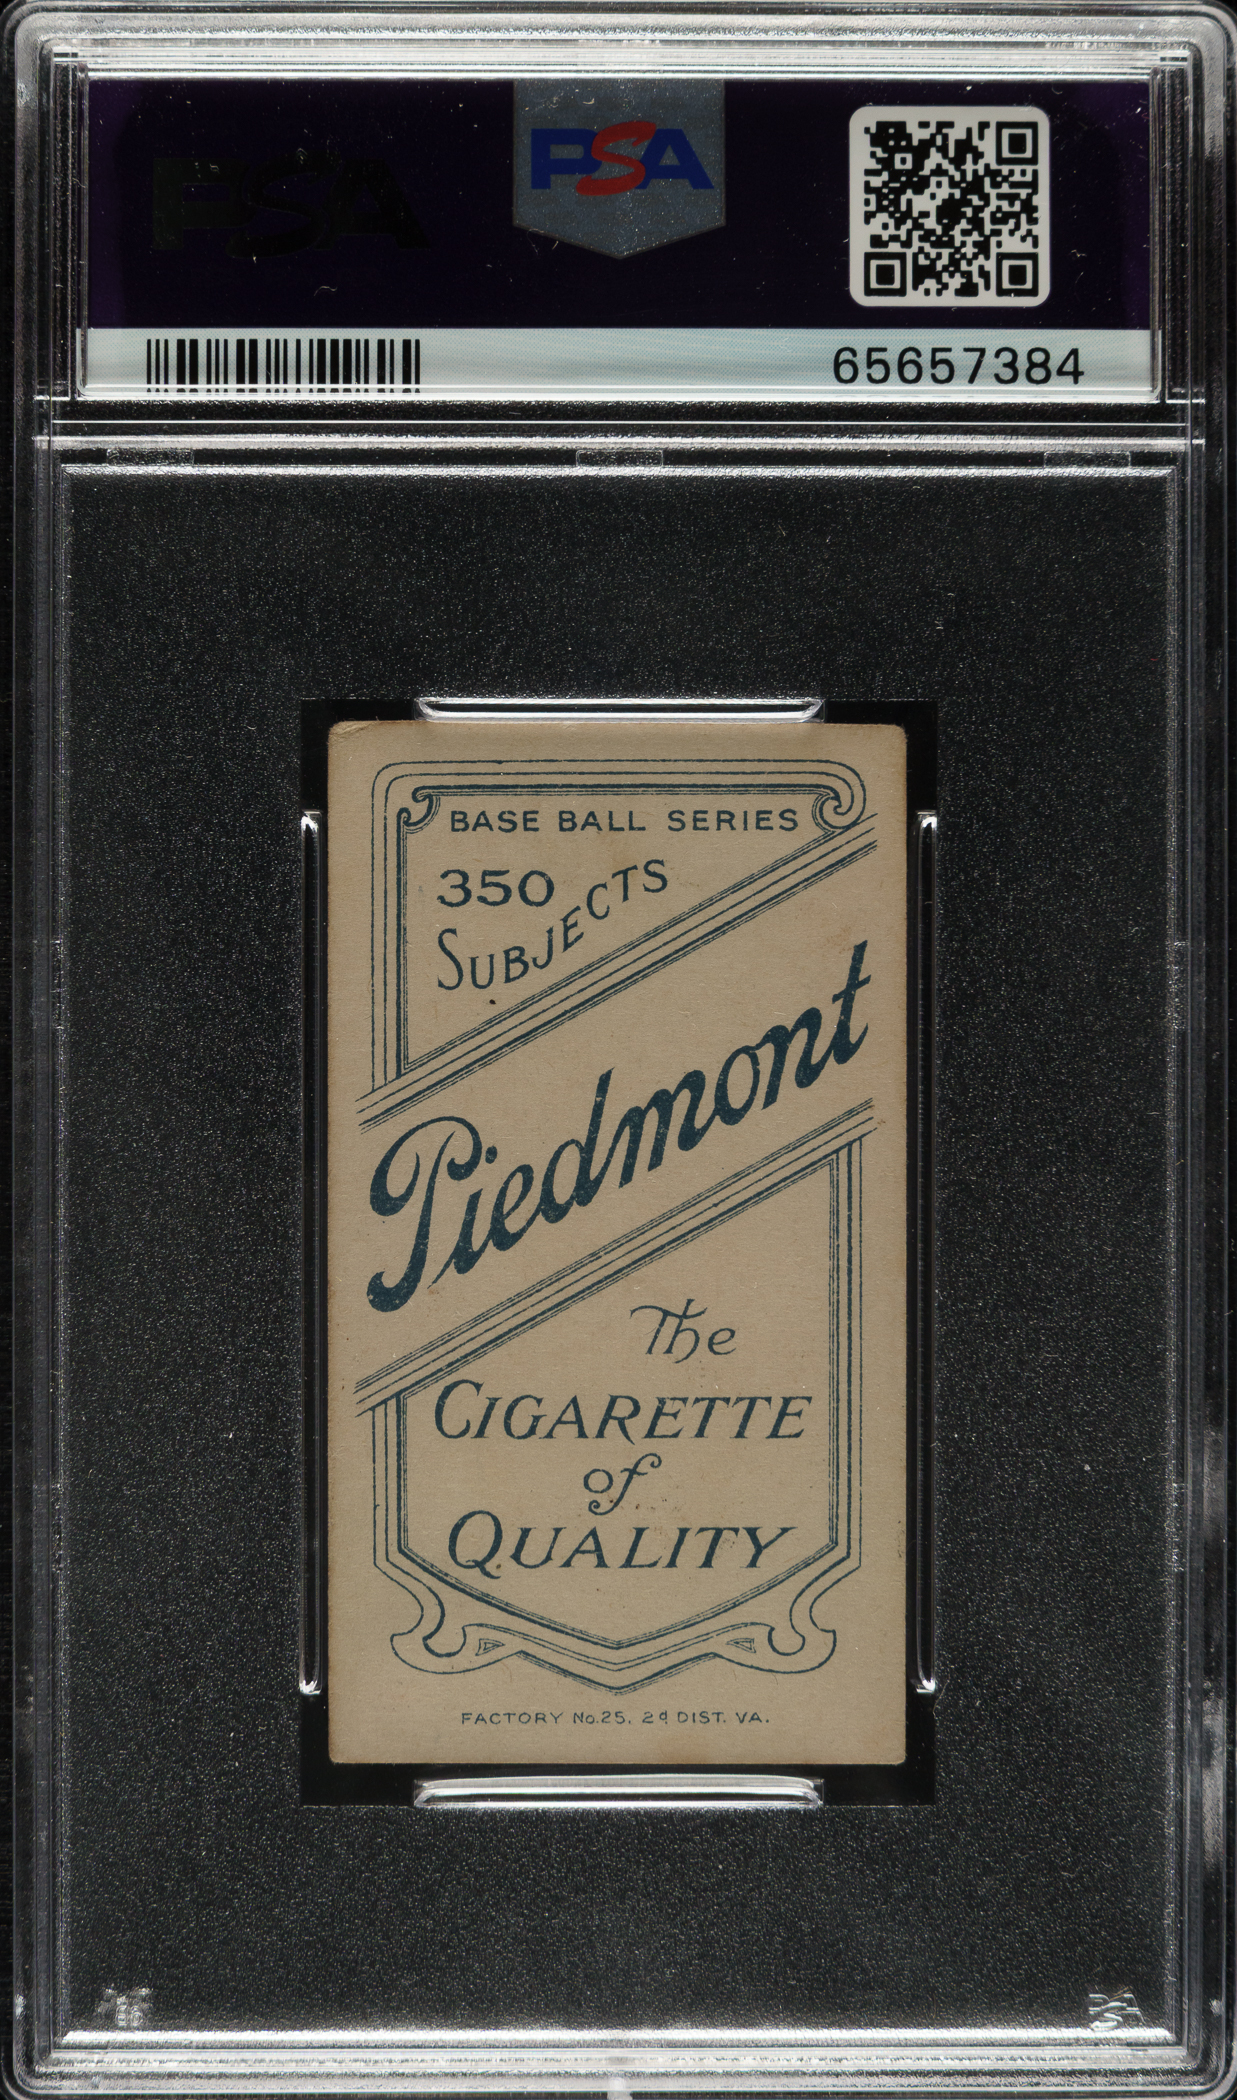 PSA
PSA
65657384
BASE BALL SERIES
350
SUBJECTS
Piedmont
The
CIGARETTE
of
QUALITY
FACTORY No.25, 2d DIST. VA.
PSA